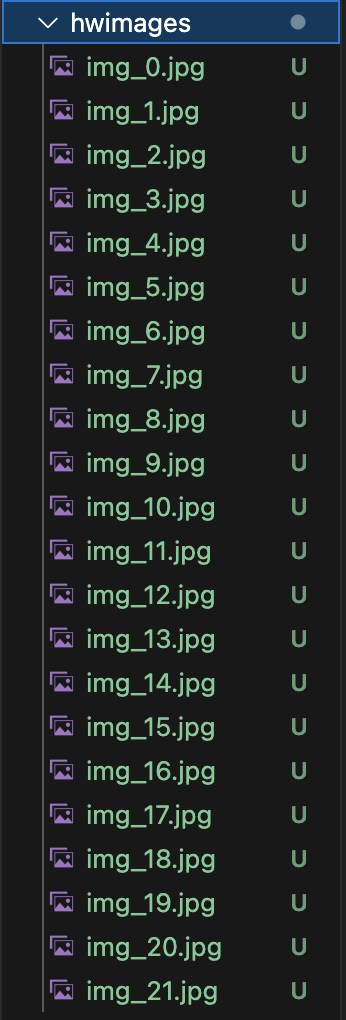 hwimages
img_0.jpg U
img_1.jpg U
img_2.jpg U
img_3.jpg U
img_4.jpg U
img_5.jpg U
img_6.jpg U
img_7.jpg U
img_8.jpg U
img_9.jpg U
img_10.jpg U
img_11.jpg U
img_12.jpg U
img_13.jpg U
img_14.jpg U
img_15.jpg U
img_16.jpg U
img_17.jpg U
img_18.jpg U
img_19.jpg U
img_20.jpg U
img_21.jpg U